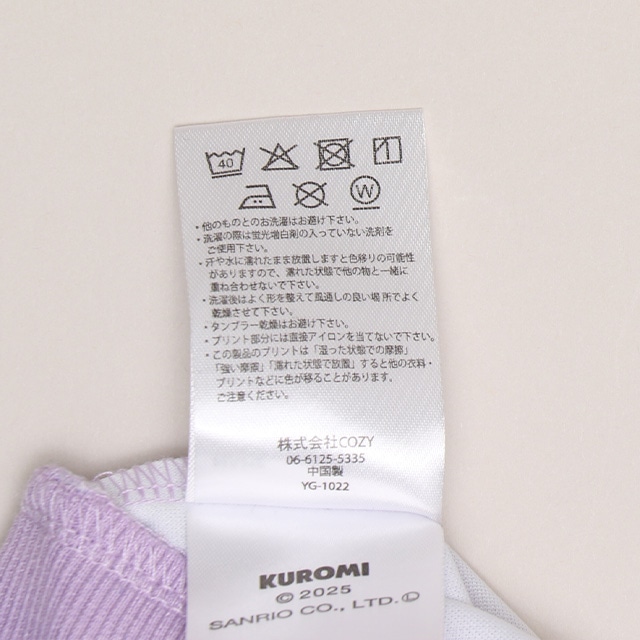 40
W
・他のものとのお洗濯はお避け下さい。
・洗濯の際は蛍光増白剤の入っていない洗剤を
ご使用下さい。
・汗や水に濡れたまま放置しますと色移りの可能性
がありますので、濡れた状態で他の物と一緒に
重ね合わせないで下さい。
・洗濯後はよく形を整えて風通しの良い場所でよく
乾燥させて下さい。
・タンブラー乾燥はお避け下さい。
・プリント部分には直接アイロンを当てないで下さい。
・この製品のプリントは「湿った状態での摩擦」
「強い摩擦」「濡れた状態で放置」すると他の衣料・
プリントなどに色が移ることがあります。
ご注意ください。
株式会社COZY
06-6125-5335
中国製
YG-1022
KUROMI
© 2025
SANRIO CO., LTD. Ⓛ